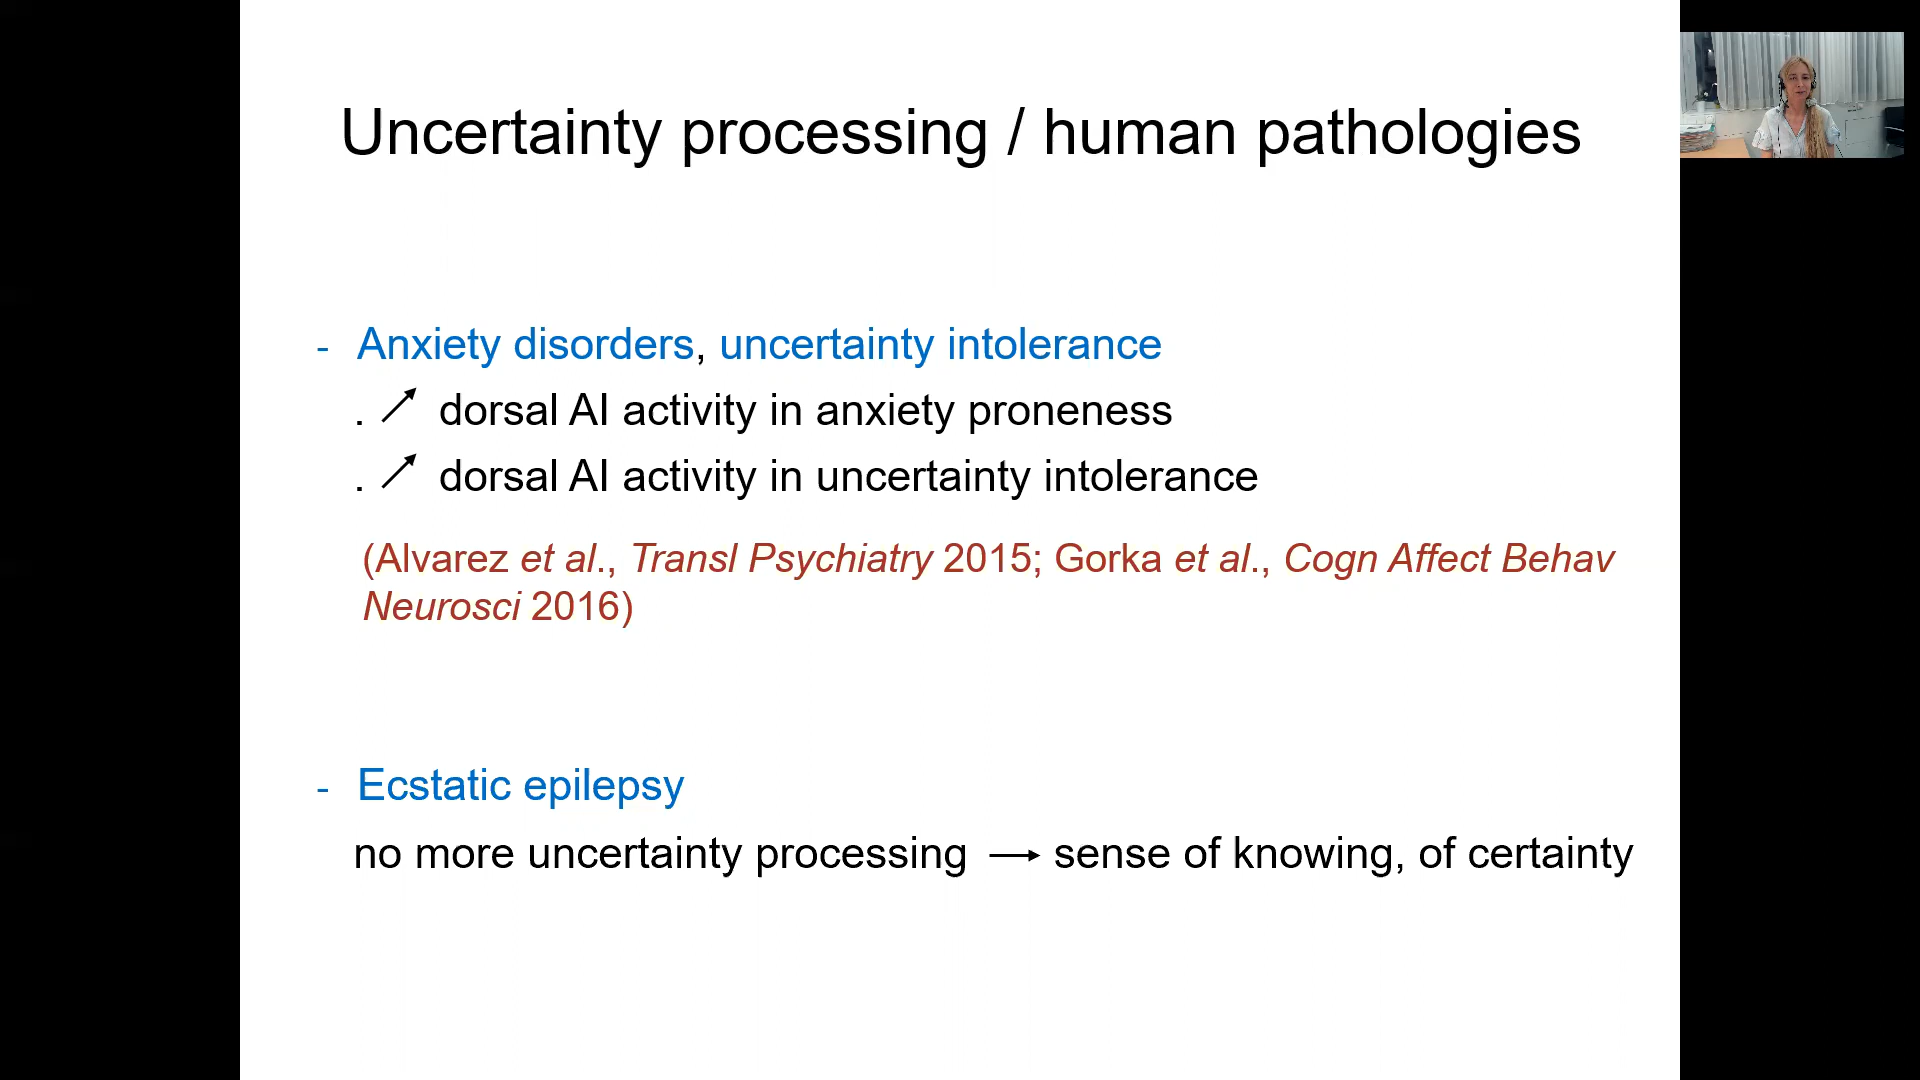 Uncertainty processing / human pathologies
- Anxiety disorders, uncertainty intolerance
. ↗ dorsal AI activity in anxiety proneness
. ↗ dorsal AI activity in uncertainty intolerance
(Alvarez et al., Transl Psychiatry 2015; Gorka et al., Cogn Affect Behav
Neurosci 2016)
- Ecstatic epilepsy
no more uncertainty processing → sense of knowing, of certainty